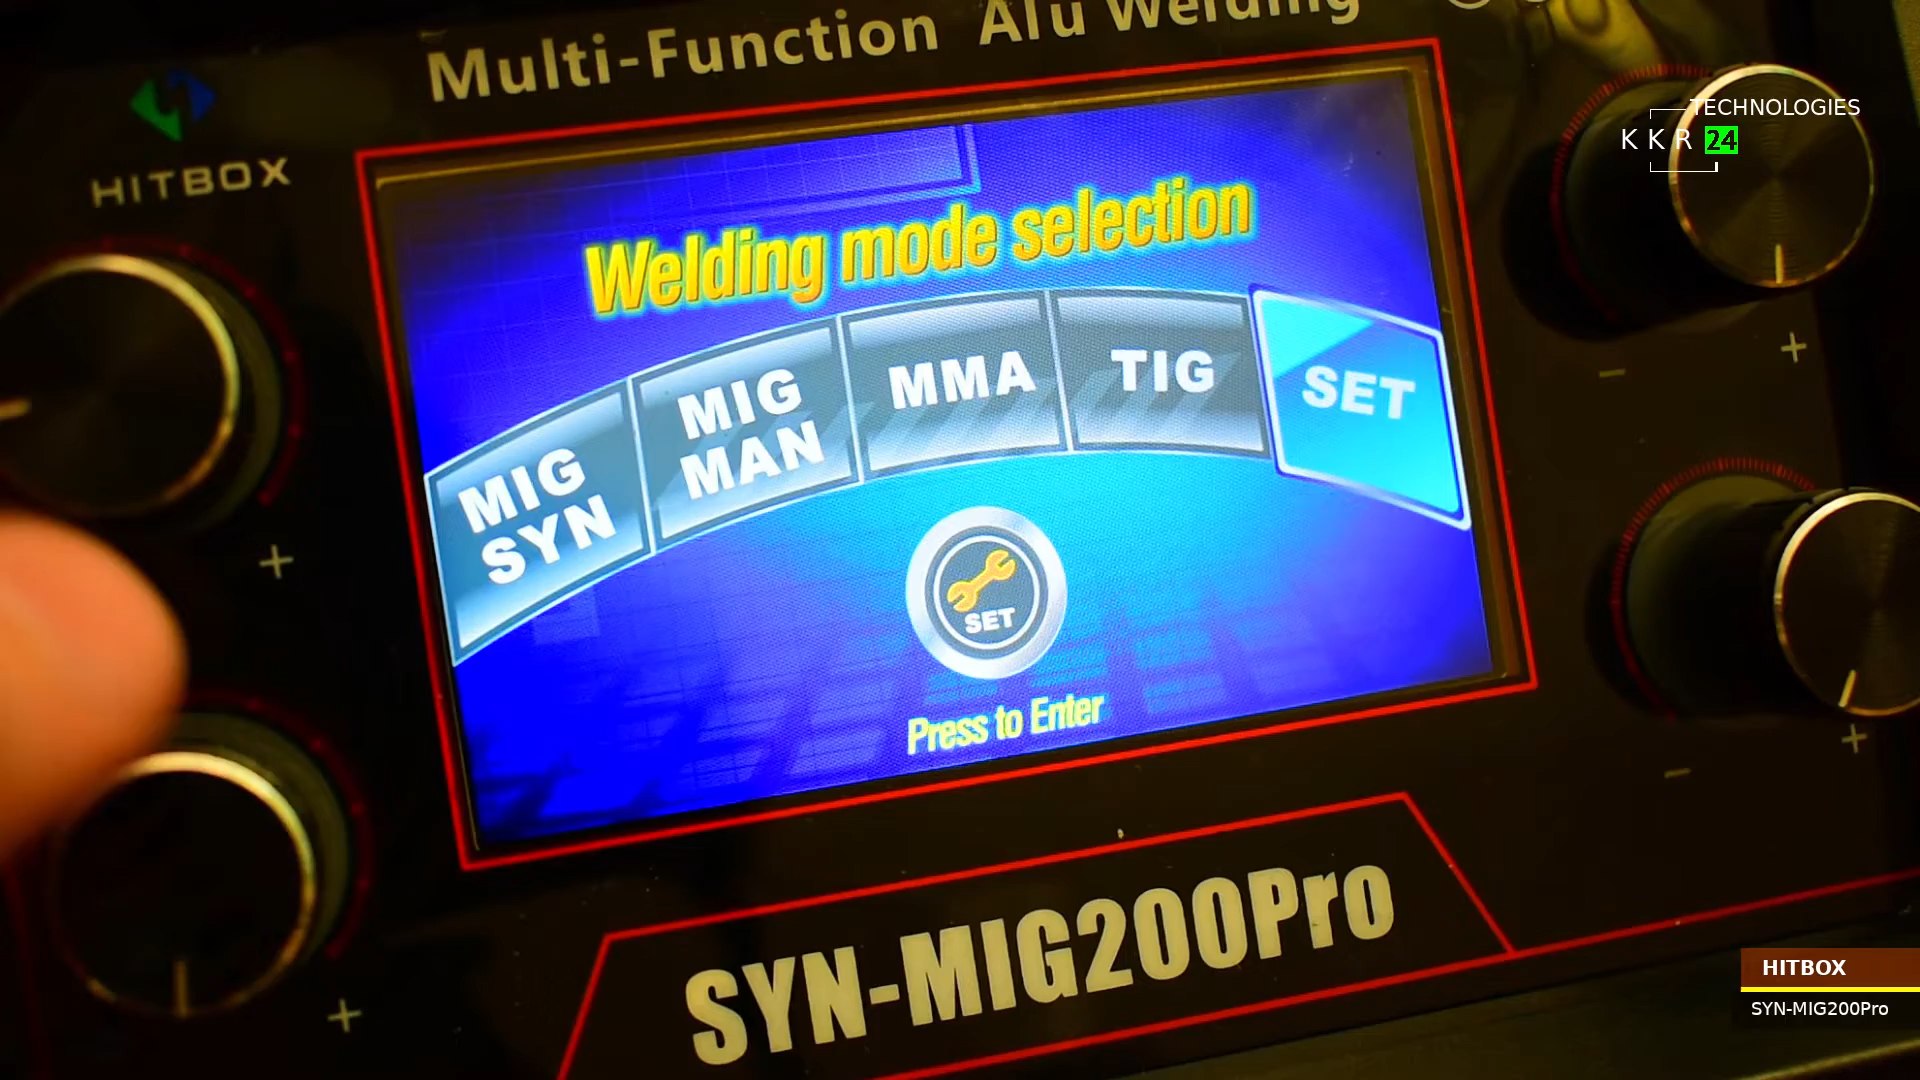 Multi-Function Alu Welding
HITBOX
TECHNOLOGIES
KKR 24
Welding mode selection
MIG
SYN
MIG
MAN
MMA
TIG
SET
SET
Press to Enter
+
- +
+
- +
SYN-MIG200Pro
HITBOX
SYN-MIG200Pro